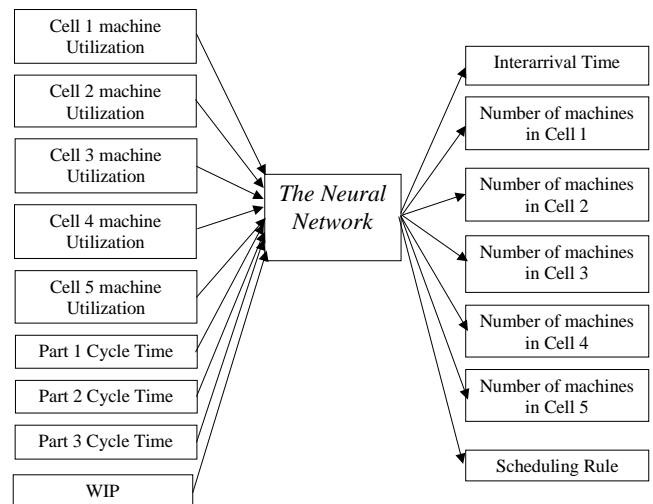 Cell 1 machine
Utilization
Cell 2 machine
Utilization
Cell 3 machine
Utilization
Cell 4 machine
Utilization
Cell 5 machine
Utilization
Part 1 Cycle Time
Part 2 Cycle Time
Part 3 Cycle Time
WIP
The Neural
Network
Interarrival Time
Number of machines
in Cell 1
Number of machines
in Cell 2
Number of machines
in Cell 3
Number of machines
in Cell 4
Number of machines
in Cell 5
Scheduling Rule